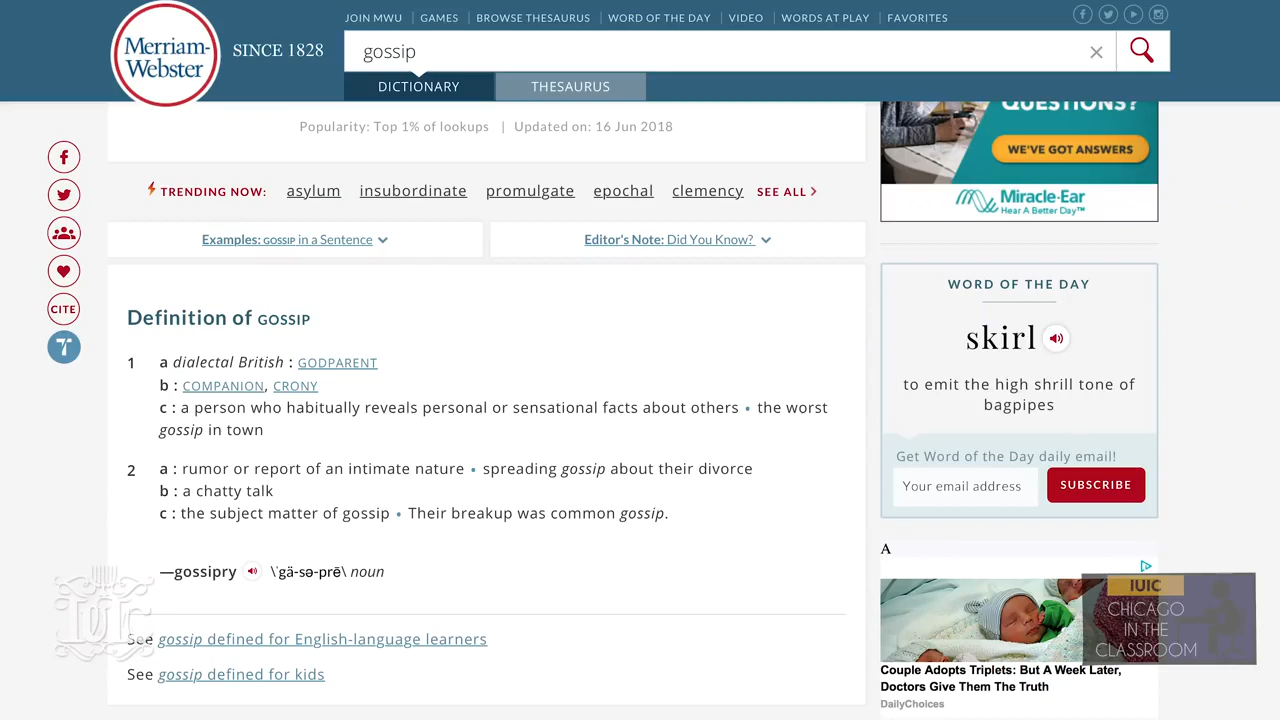 JOIN MWU | GAMES | BROWSE THESAURUS | WORD OF THE DAY | VIDEO | WORDS AT PLAY | FAVORITES
Merriam-
Webster
SINCE 1828
gossip
DICTIONARY
THESAURUS
Popularity: Top 1% of lookups | Updated on: 16 Jun 2018
TRENDING NOW: asylum insubordinate promulgate epochal clemency SEE ALL >
Examples: GOSSIP in a Sentence
Editor's Note: Did You Know?
CITE
Definition of GOSSIP
1 a dialectal British : GODPARENT
b : COMPANION, CRONY
c : a person who habitually reveals personal or sensational facts about others • the worst
gossip in town
2 a : rumor or report of an intimate nature • spreading gossip about their divorce
b : a chatty talk
c : the subject matter of gossip • Their breakup was common gossip.
—gossipry \ˈgä-sə-prē\ noun
See gossip defined for English-language learners
See gossip defined for kids
QUESTIONS?
WE'VE GOT ANSWERS
Miracle-Ear
Hear A Better Day™
WORD OF THE DAY
skirl
to emit the high shrill tone of
bagpipes
Get Word of the Day daily email!
Your email address
SUBSCRIBE
A
Couple Adopts Triplets: But A Week Later,
Doctors Give Them The Truth
DailyChoices
IUIC
IUIC
CHICAGO
IN THE
CLASSROOM